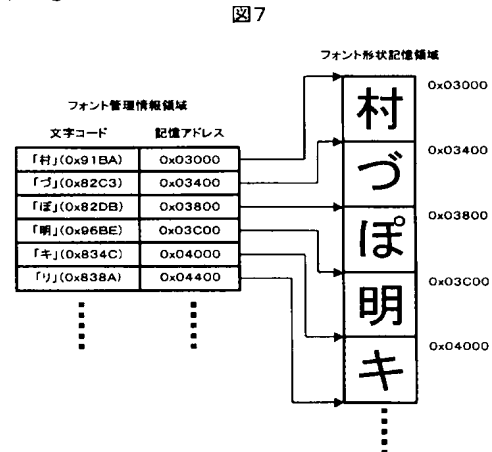 図7
フォント形状記憶領域
フォント管理情報領域
文字コード 記憶アドレス
「村」(0x91BA) 0x03000
「づ」(0x82C3) 0x03400
「ぽ」(0x82DB) 0x03800
「明」(0x96BE) 0x03C00
「キ」(0x834C) 0x04000
「リ」(0x838A) 0x04400
村 0x03000
づ 0x03400
ぽ 0x03800
明 0x03C00
キ 0x04000